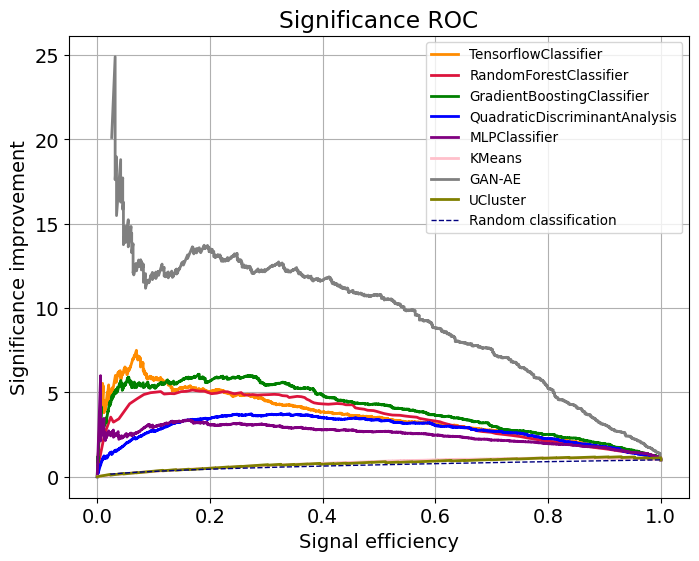 Significance ROC
Significance improvement
25
20
15
10
5
0
TensorflowClassifier
RandomForestClassifier
GradientBoostingClassifier
QuadraticDiscriminantAnalysis
MLPClassifier
KMeans
GAN-AE
UCluster
Random classification
0.0 0.2 0.4 0.6 0.8 1.0
Signal efficiency